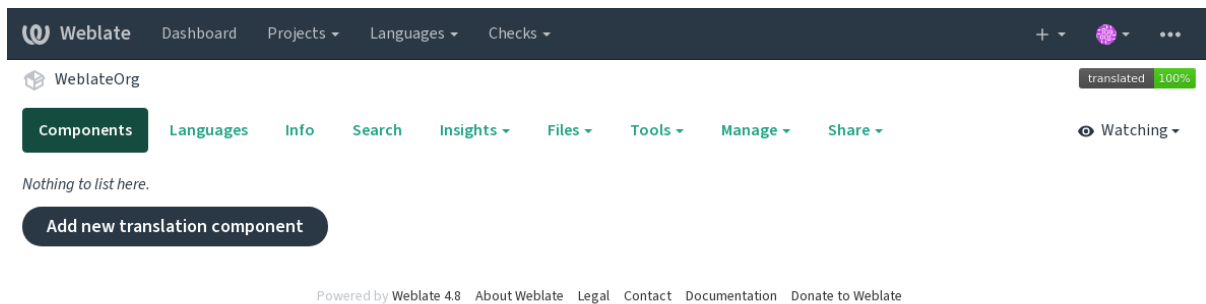 Weblate Dashboard Projects Languages Checks
WeblateOrg translated 100%
Components Languages Info Search Insights Files Tools Manage Share Watching
Nothing to list here.
Add new translation component
Powered by Weblate 4.8 About Weblate Legal Contact Documentation Donate to Weblate